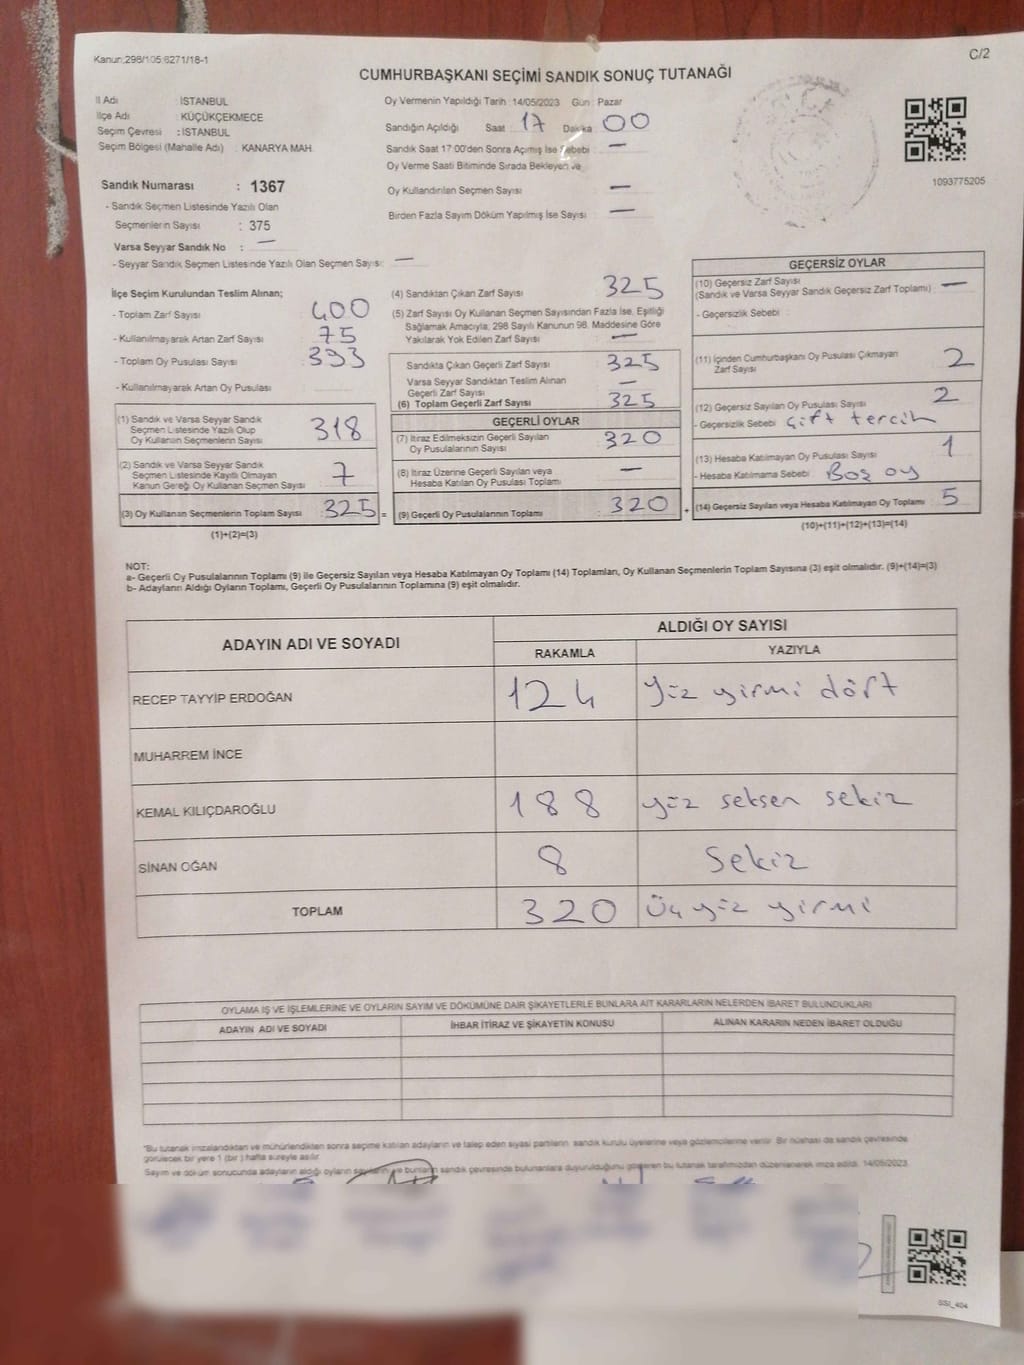 Kanun:298/105;6271/18-1
C/2
CUMHURBAŞKANI SEÇİMİ SANDIK SONUÇ TUTANAĞI
İl Adı : İSTANBUL
İlçe Adı : KÜÇÜKÇEKMECE
Seçim Çevresi : İSTANBUL
Seçim Bölgesi (Mahalle Adı) : KANARYA MAH.
Sandık Numarası : 1367
- Sandık Seçmen Listesinde Yazılı Olan
Seçmenlerin Sayısı : 375
Varsa Seyyar Sandık No : —
- Seyyar Sandık Seçmen Listesinde Yazılı Olan Seçmen Sayısı: —
Oy Vermenin Yapıldığı Tarih :14/05/2023 Gün : Pazar
Sandığın Açıldığı Saat : 17 Dakika 00
Sandık Saat 17:00'den Sonra Açılmış İse Sebebi : —
Oy Verme Saati Bitiminde Sırada Bekleyen ve
Oy Kullandırılan Seçmen Sayısı : —
Birden Fazla Sayım Döküm Yapılmış İse Sayısı : —
1093775205
İlçe Seçim Kurulundan Teslim Alınan;
- Toplam Zarf Sayısı : 400
- Kullanılmayarak Artan Zarf Sayısı : 75
- Toplam Oy Pusulası Sayısı : 393
- Kullanılmayarak Artan Oy Pusulası :
(1) Sandık ve Varsa Seyyar Sandık
Seçmen Listesinde Yazılı Olup
Oy Kullanan Seçmenlerin Sayısı : 318
(2) Sandık ve Varsa Seyyar Sandık
Seçmen Listesinde Kayıtlı Olmayan
Kanun Gereği Oy Kullanan Seçmen Sayısı : 7
(3) Oy Kullanan Seçmenlerin Toplam Sayısı : 325 =
(1)+(2)=(3)
(4) Sandıktan Çıkan Zarf Sayısı : 325
(5) Zarf Sayısı Oy Kullanan Seçmen Sayısından Fazla İse, Eşitliği
Sağlamak Amacıyla; 298 Sayılı Kanunun 98. Maddesine Göre
Yakılarak Yok Edilen Zarf Sayısı : —
Sandıkta Çıkan Geçerli Zarf Sayısı : 325
Varsa Seyyar Sandıktan Teslim Alınan
Geçerli Zarf Sayısı : —
(6) Toplam Geçerli Zarf Sayısı : 325
GEÇERLİ OYLAR
(7) İtiraz Edilmeksizin Geçerli Sayılan
Oy Pusulalarının Sayısı : 320
(8) İtiraz Üzerine Geçerli Sayılan veya
Hesaba Katılan Oy Pusulası Toplamı : —
(9) Geçerli Oy Pusulalarının Toplamı : 320 +
GEÇERSİZ OYLAR
(10) Geçersiz Zarf Sayısı
(Sandık ve Varsa Seyyar Sandık Geçersiz Zarf Toplamı) : —
- Geçersizlik Sebebi :
(11) İçinden Cumhurbaşkanı Oy Pusulası Çıkmayan
Zarf Sayısı : 2
(12) Geçersiz Sayılan Oy Pusulası Sayısı : 2
- Geçersizlik Sebebi : çift tercih
(13) Hesaba Katılmayan Oy Pusulası Sayısı : 1
- Hesaba Katılmama Sebebi : Boş oy
(14) Geçersiz Sayılan veya Hesaba Katılmayan Oy Toplamı : 5
(10)+(11)+(12)+(13)=(14)
NOT:
a- Geçerli Oy Pusulalarının Toplamı (9) ile Geçersiz Sayılan veya Hesaba Katılmayan Oy Toplamı (14) Toplamları, Oy Kullanan Seçmenlerin Toplam Sayısına (3) eşit olmalıdır. (9)+(14)=(3)
b- Adayların Aldığı Oyların Toplamı, Geçerli Oy Pusulalarının Toplamına (9) eşit olmalıdır.
ADAYIN ADI VE SOYADI
ALDIĞI OY SAYISI
RAKAMLA YAZIYLA
RECEP TAYYİP ERDOĞAN 124 Yüz yirmi dört
MUHARREM İNCE
KEMAL KILIÇDAROĞLU 188 yüz seksen sekiz
SİNAN OĞAN 8 Sekiz
TOPLAM 320 Üç yüz yirmi
OYLAMA İŞ VE İŞLEMLERİNE VE OYLARIN SAYIM VE DÖKÜMÜNE DAİR ŞİKAYETLERLE BUNLARA AİT KARARLARIN NELERDEN İBARET BULUNDUKLARI
ADAYIN ADI VE SOYADI İHBAR İTİRAZ VE ŞİKAYETİN KONUSU ALINAN KARARIN NEDEN İBARET OLDUĞU
*Bu tutanak imzalandıktan ve mühürlendikten sonra seçime katılan adayların ve talep eden siyasi partilerin sandık kurulu üyelerine veya gözlemcilerine verilir. Bir nüshası da sandık çevresinde
görülecek bir yere 1 (bir) hafta süreyle asılır.
Sayım ve döküm sonucunda adayların aldığı oyların sayılarını ve bunların sandık çevresinde bulunanlara duyurulduğunu gösteren bu tutanak tarafımızdan düzenlenerek imza edildi. 14/05/2023
SSI_404